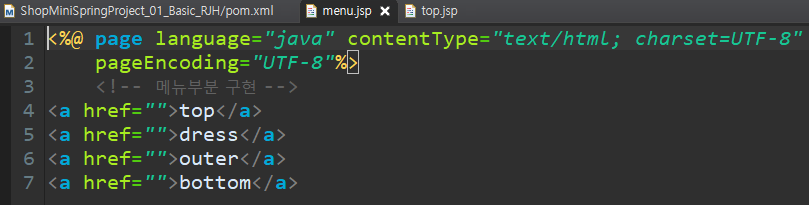 ShopMiniSpringProject_01_Basic_RJH/pom.xml menu.jsp top.jsp
1 <%@ page language="java" contentType="text/html; charset=UTF-8"
2 pageEncoding="UTF-8"%>
3 <!-- 메뉴부분 구현 -->
4 <a href="">top</a>
5 <a href="">dress</a>
6 <a href="">outer</a>
7 <a href="">bottom</a>